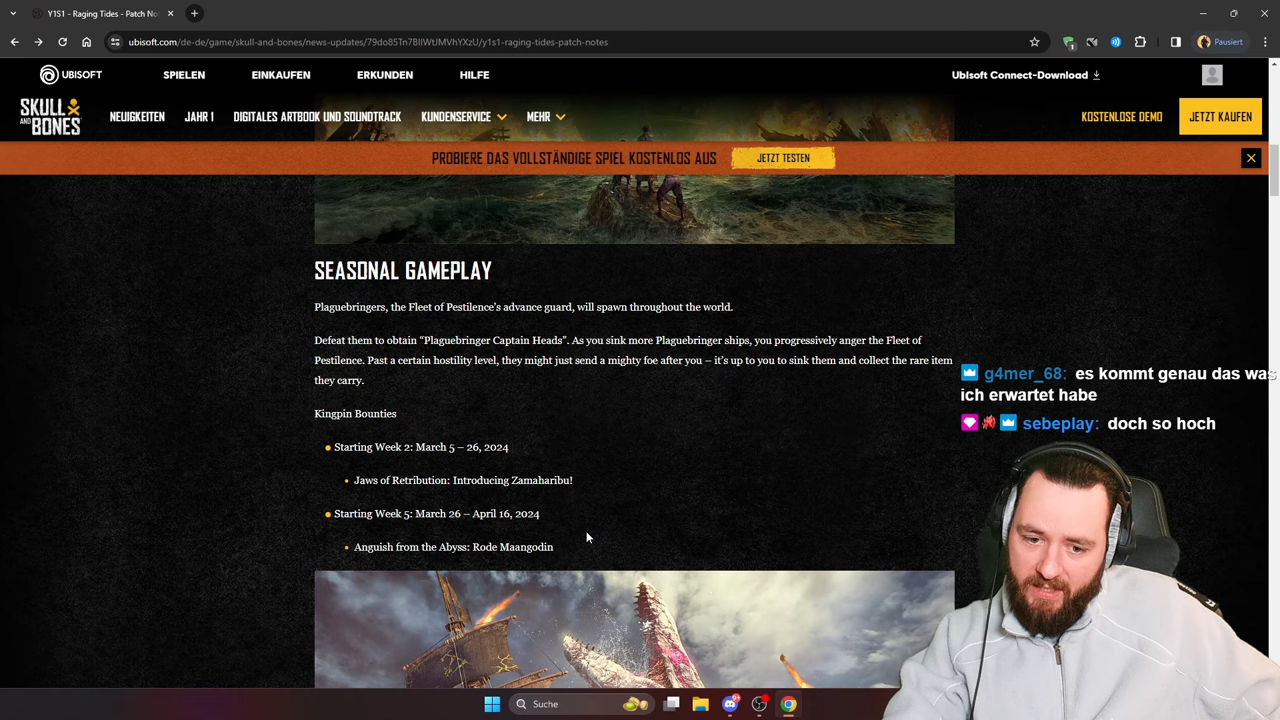 Y1S1 - Raging Tides - Patch No
ubisoft.com/de-de/game/skull-and-bones/news-updates/79do85Tn7BIIWtJMVhYXzU/y1s1-raging-tides-patch-notes
Pausiert
UBISOFT
SPIELEN
EINKAUFEN
ERKUNDEN
HILFE
Ubisoft Connect-Download
SKULL AND BONES
NEUIGKEITEN
JAHR 1
DIGITALES ARTBOOK UND SOUNDTRACK
KUNDENSERVICE
MEHR
KOSTENLOSE DEMO
JETZT KAUFEN
PROBIERE DAS VOLLSTÄNDIGE SPIEL KOSTENLOS AUS
JETZT TESTEN
SEASONAL GAMEPLAY
Plaguebringers, the Fleet of Pestilence's advance guard, will spawn throughout the world.
Defeat them to obtain “Plaguebringer Captain Heads”. As you sink more Plaguebringer ships, you progressively anger the Fleet of
Pestilence. Past a certain hostility level, they might just send a mighty foe after you – it's up to you to sink them and collect the rare item
they carry.
Kingpin Bounties
Starting Week 2: March 5 – 26, 2024
Jaws of Retribution: Introducing Zamaharibu!
Starting Week 5: March 26 – April 16, 2024
Anguish from the Abyss: Rode Maangodin
g4mer_68: es kommt genau das was
ich erwartet habe
sebeplay: doch so hoch
Suche